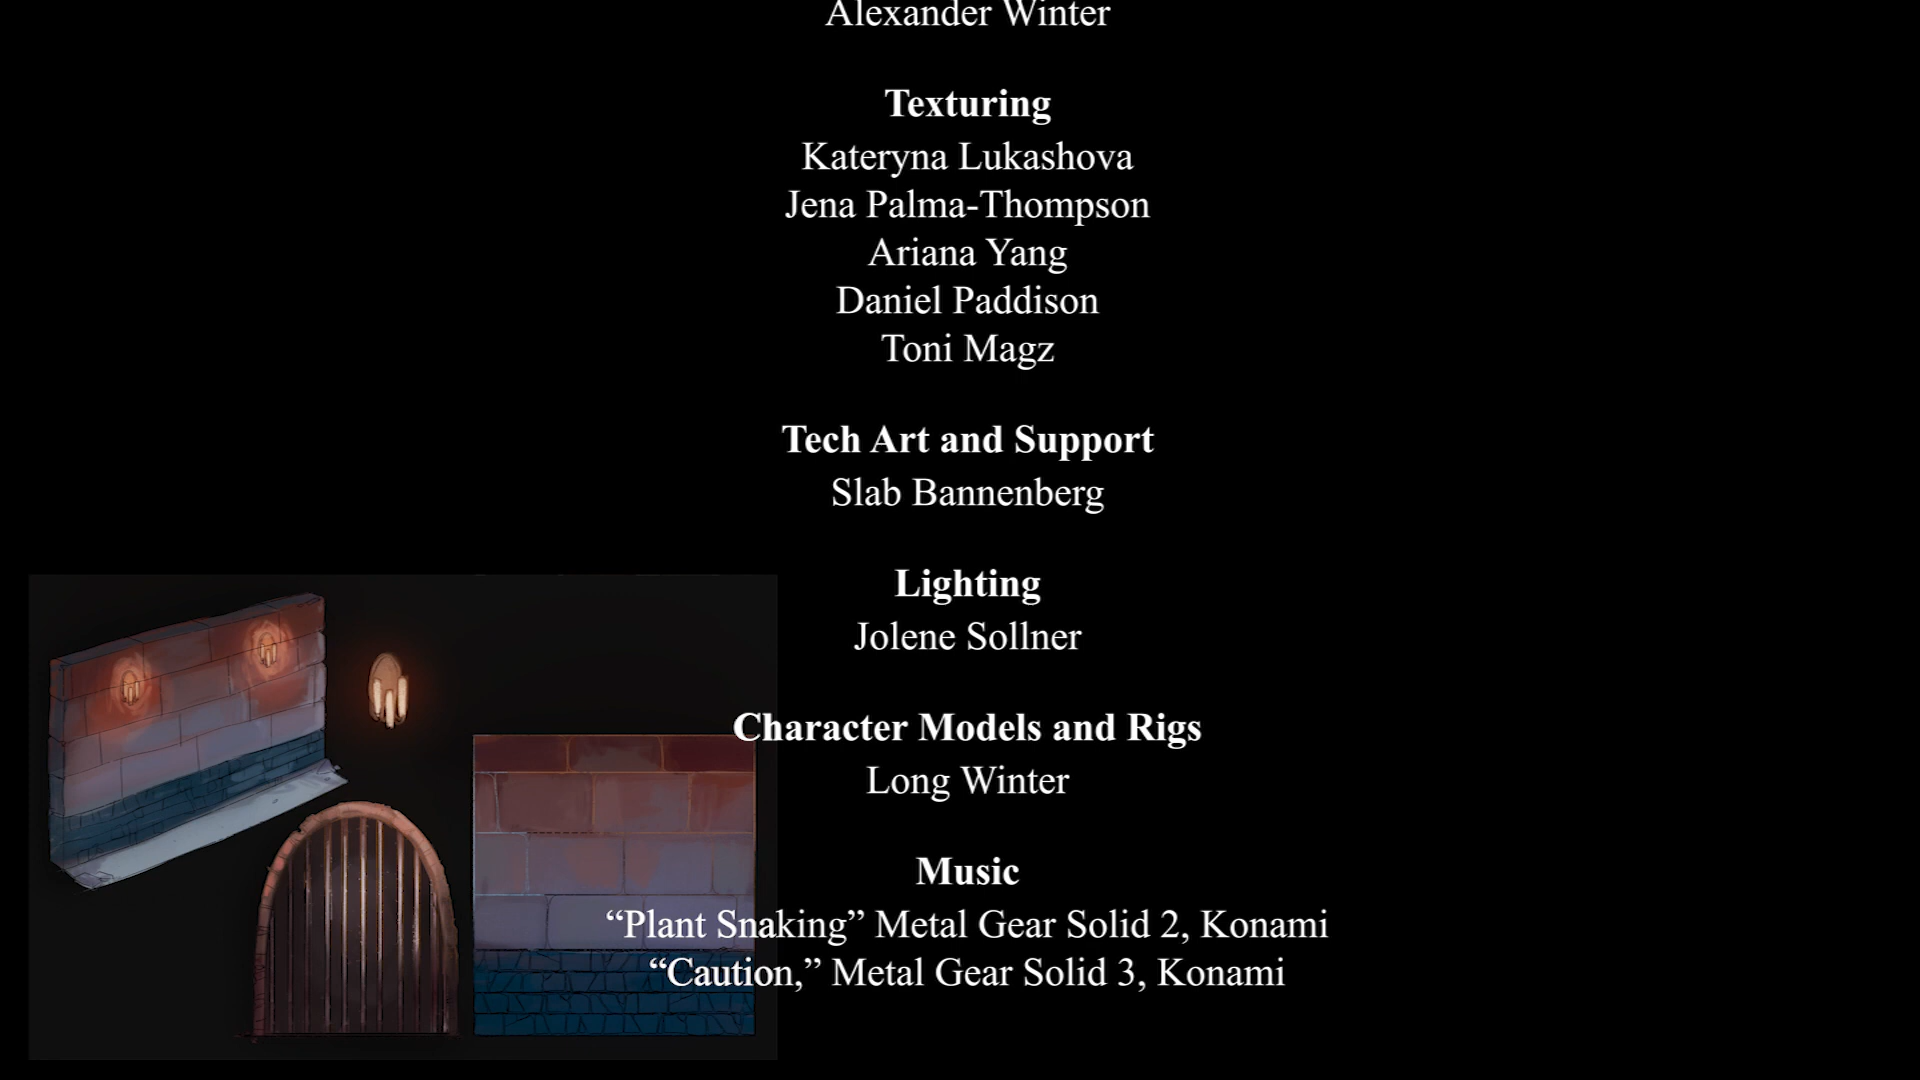 Alexander Winter
Texturing
Kateryna Lukashova
Jena Palma-Thompson
Ariana Yang
Daniel Paddison
Toni Magz
Tech Art and Support
Slab Bannenberg
Lighting
Jolene Sollner
Character Models and Rigs
Long Winter
Music
“Plant Snaking” Metal Gear Solid 2, Konami
“Caution,” Metal Gear Solid 3, Konami